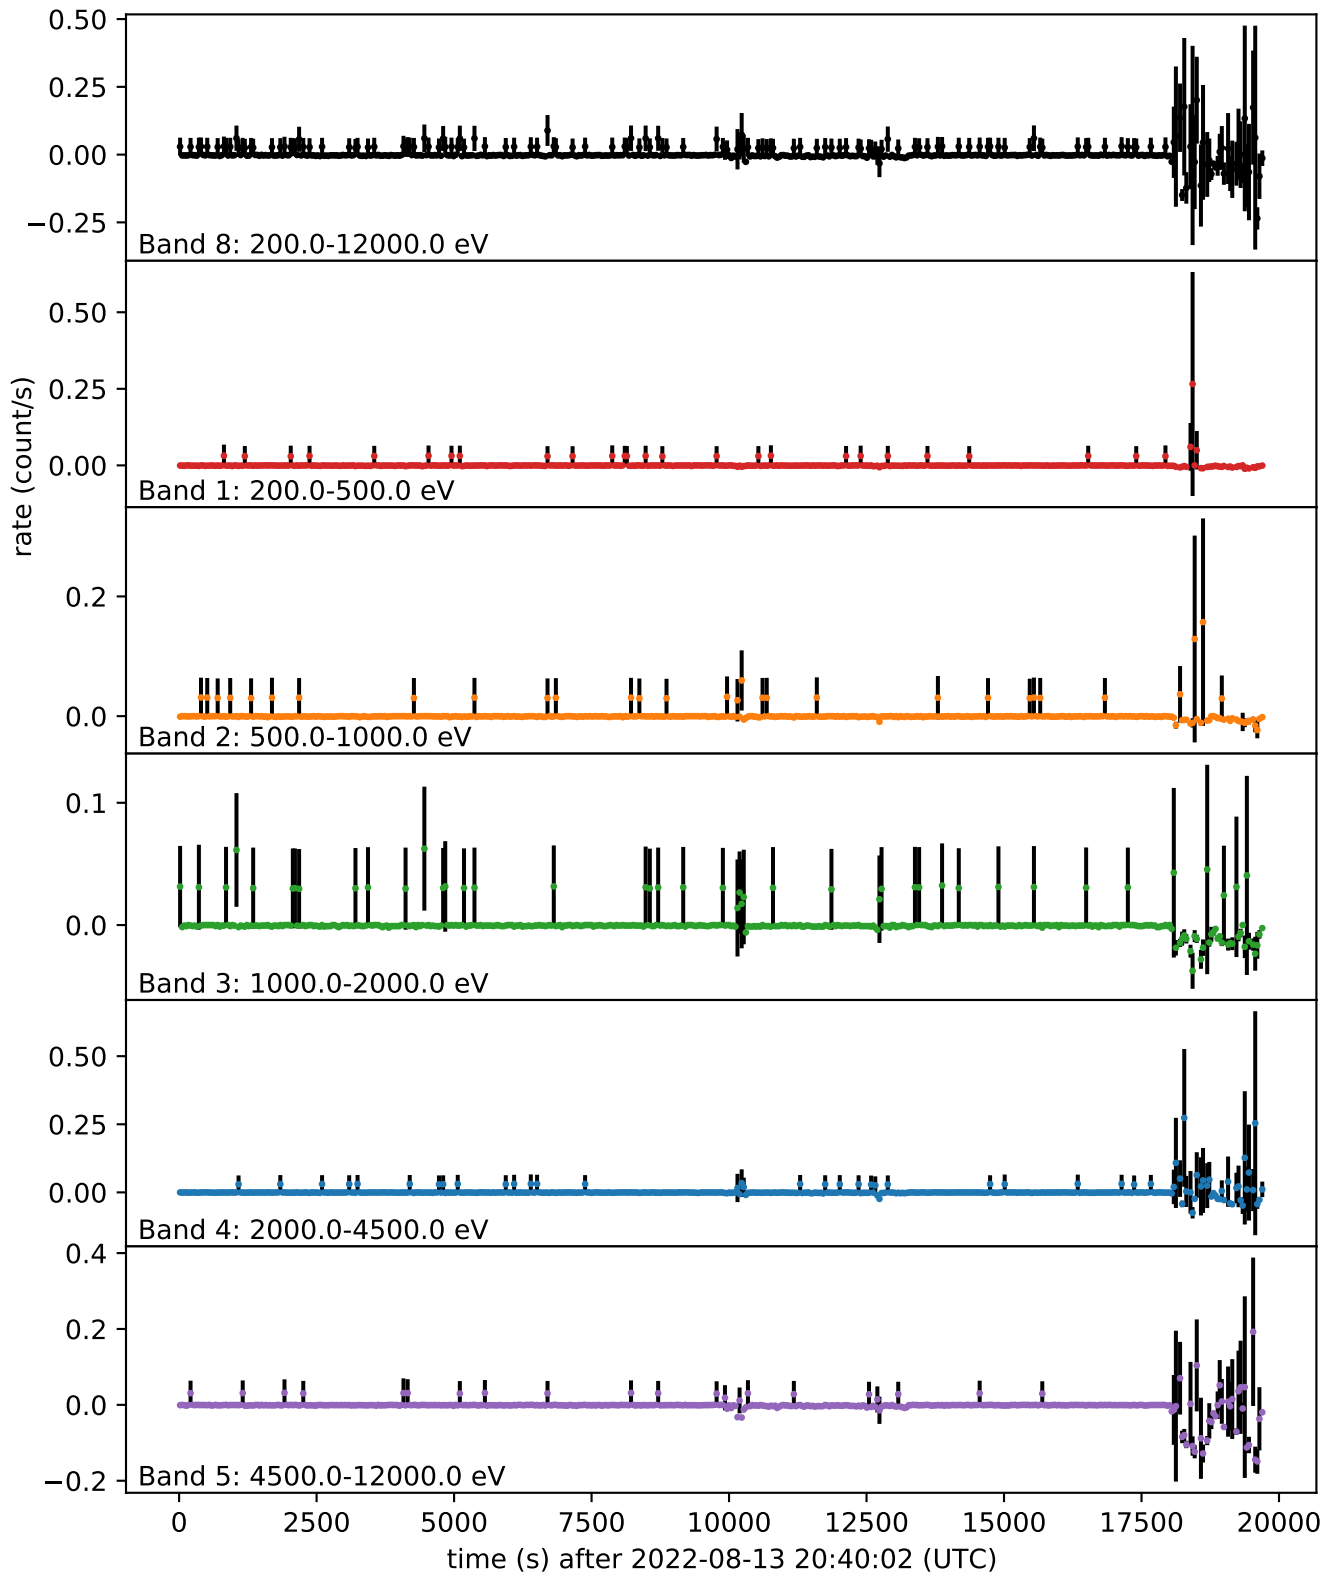 0.50
0.25
0.00
−0.25
Band 8: 200.0-12000.0 eV
rate (count/s)
0.50
0.25
0.00
Band 1: 200.0-500.0 eV
0.2
0.0
Band 2: 500.0-1000.0 eV
0.1
0.0
Band 3: 1000.0-2000.0 eV
0.50
0.25
0.00
Band 4: 2000.0-4500.0 eV
0.4
0.2
0.0
−0.2
Band 5: 4500.0-12000.0 eV
0 2500 5000 7500 10000 12500 15000 17500 20000
time (s) after 2022-08-13 20:40:02 (UTC)